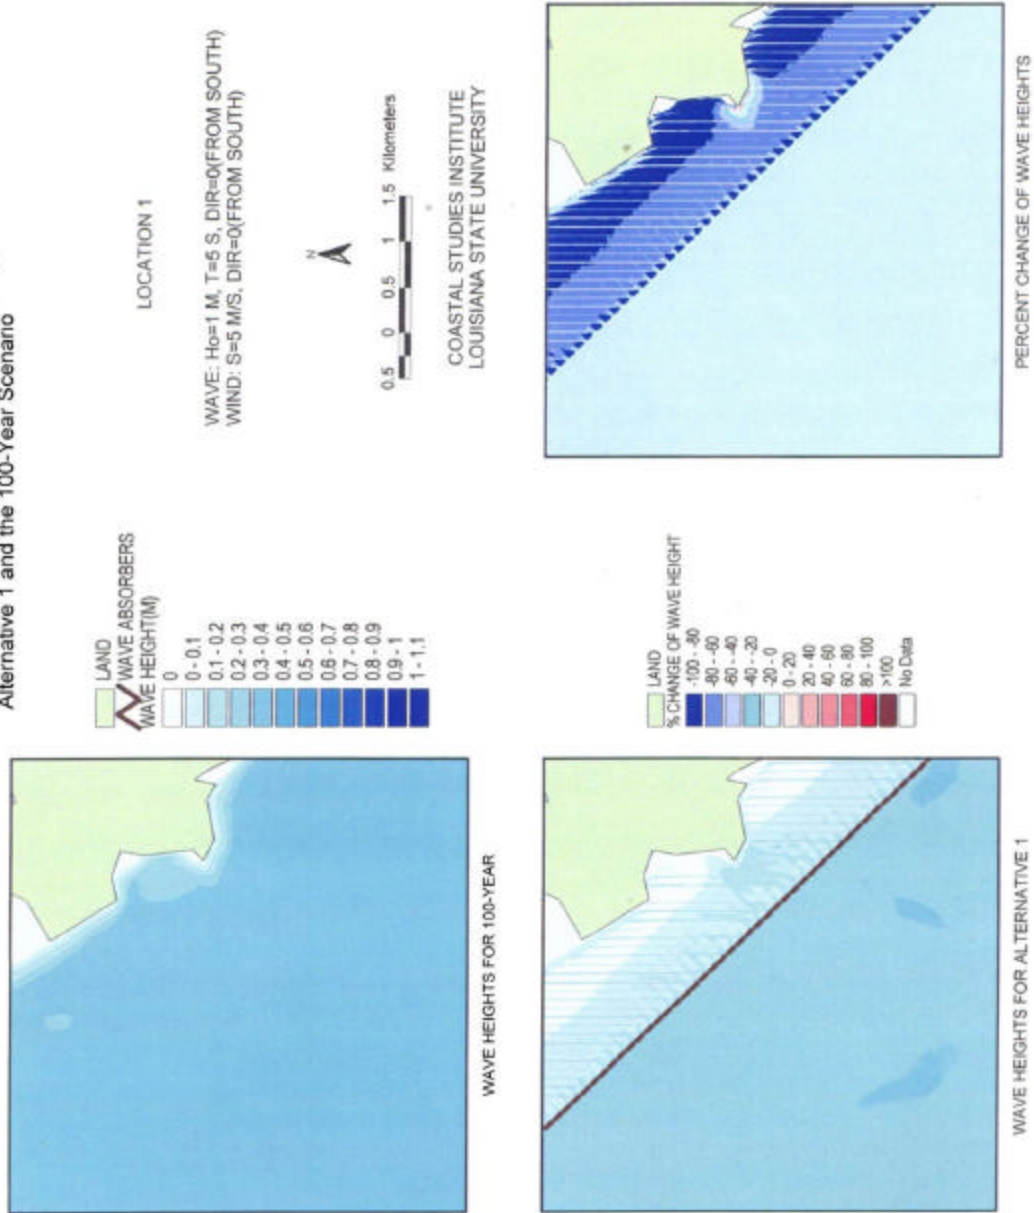 Alternative 1 and the 100-Year Scenario
LAND
WAVE ABSORBERS
WAVE HEIGHT(M)
0
0 - 0.1
0.1 - 0.2
0.2 - 0.3
0.3 - 0.4
0.4 - 0.5
0.5 - 0.6
0.6 - 0.7
0.7 - 0.8
0.8 - 0.9
0.9 - 1
1 - 1.1
WAVE HEIGHTS FOR 100-YEAR
LOCATION 1
WAVE: Ho=1 M, T=5 S, DIR=0(FROM SOUTH)
WIND: S=5 M/S, DIR=0(FROM SOUTH)
N
0.5 0 0.5 1 1.5 Kilometers
COASTAL STUDIES INSTITUTE
LOUISIANA STATE UNIVERSITY
LAND
% CHANGE OF WAVE HEIGHT
-100 - -80
-80 - -60
-60 - -40
-40 - -20
-20 - 0
0 - 20
20 - 40
40 - 60
60 - 80
80 - 100
>100
No Data
WAVE HEIGHTS FOR ALTERNATIVE 1
PERCENT CHANGE OF WAVE HEIGHTS